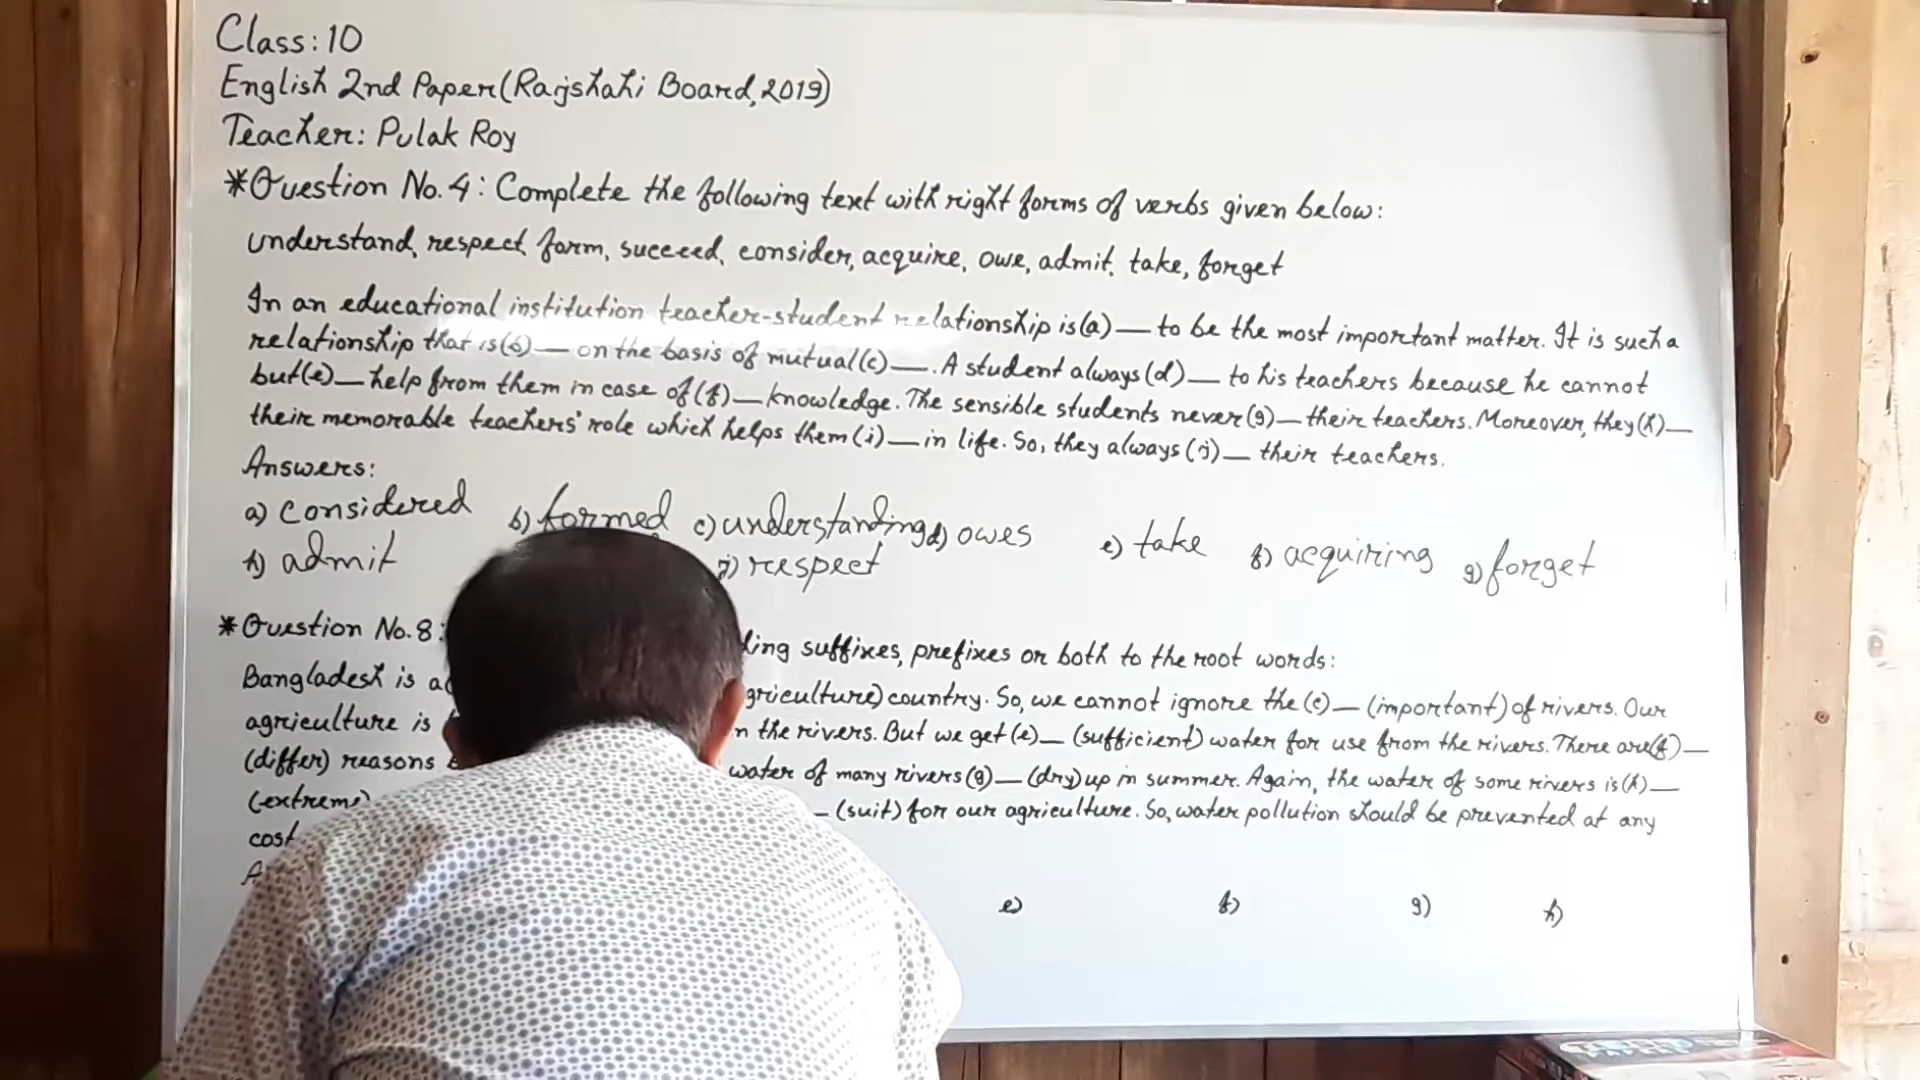 Class: 10
English 2nd Paper (Rajshahi Board, 2019)
Teacher: Pulak Roy
*Question No. 4: Complete the following text with right forms of verbs given below:
understand, respect, form, succeed, consider, acquire, owe, admit, take, forget
In an educational institution teacher-student relationship is (a) — to be the most important matter. It is such a
relationship that is (b) — on the basis of mutual (c) —. A student always (d) — to his teachers because he cannot
but (e) — help from them in case of (f) — knowledge. The sensible students never (g) — their teachers. Moreover, they (h) —
their memorable teachers' role which helps them (i) — in life. So, they always (j) — their teachers.
Answers:
a) considered b) formed c) understanding d) owes e) take f) acquiring g) forget
h) admit j) respect
*Question No. 8: suffixes, prefixes or both to the root words:
Bangladesh is griculture) country. So, we cannot ignore the (c) — (important) of rivers. Our
agriculture is the rivers. But we get (e) — (sufficient) water for use from the rivers. There are (f) —
(differ) reasons water of many rivers (g) — (dry) up in summer. Again, the water of some rivers is (h) —
(extreme) — (suit) for our agriculture. So, water pollution should be prevented at any
cost
e) f) g) h)